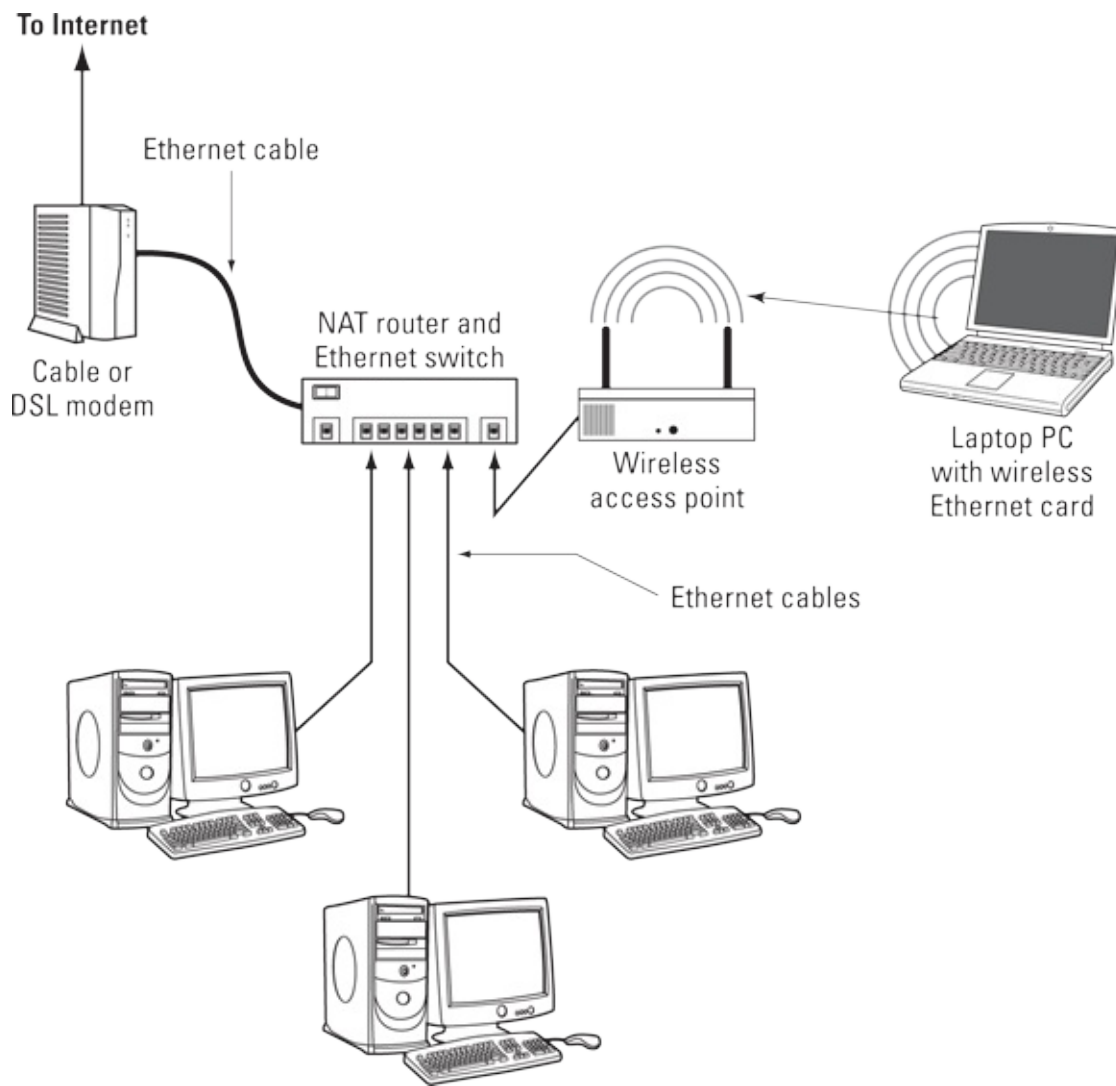 To Internet
Ethernet cable
NAT router and
Ethernet switch
Cable or
DSL modem
Wireless
access point
Laptop PC
with wireless
Ethernet card
Ethernet cables